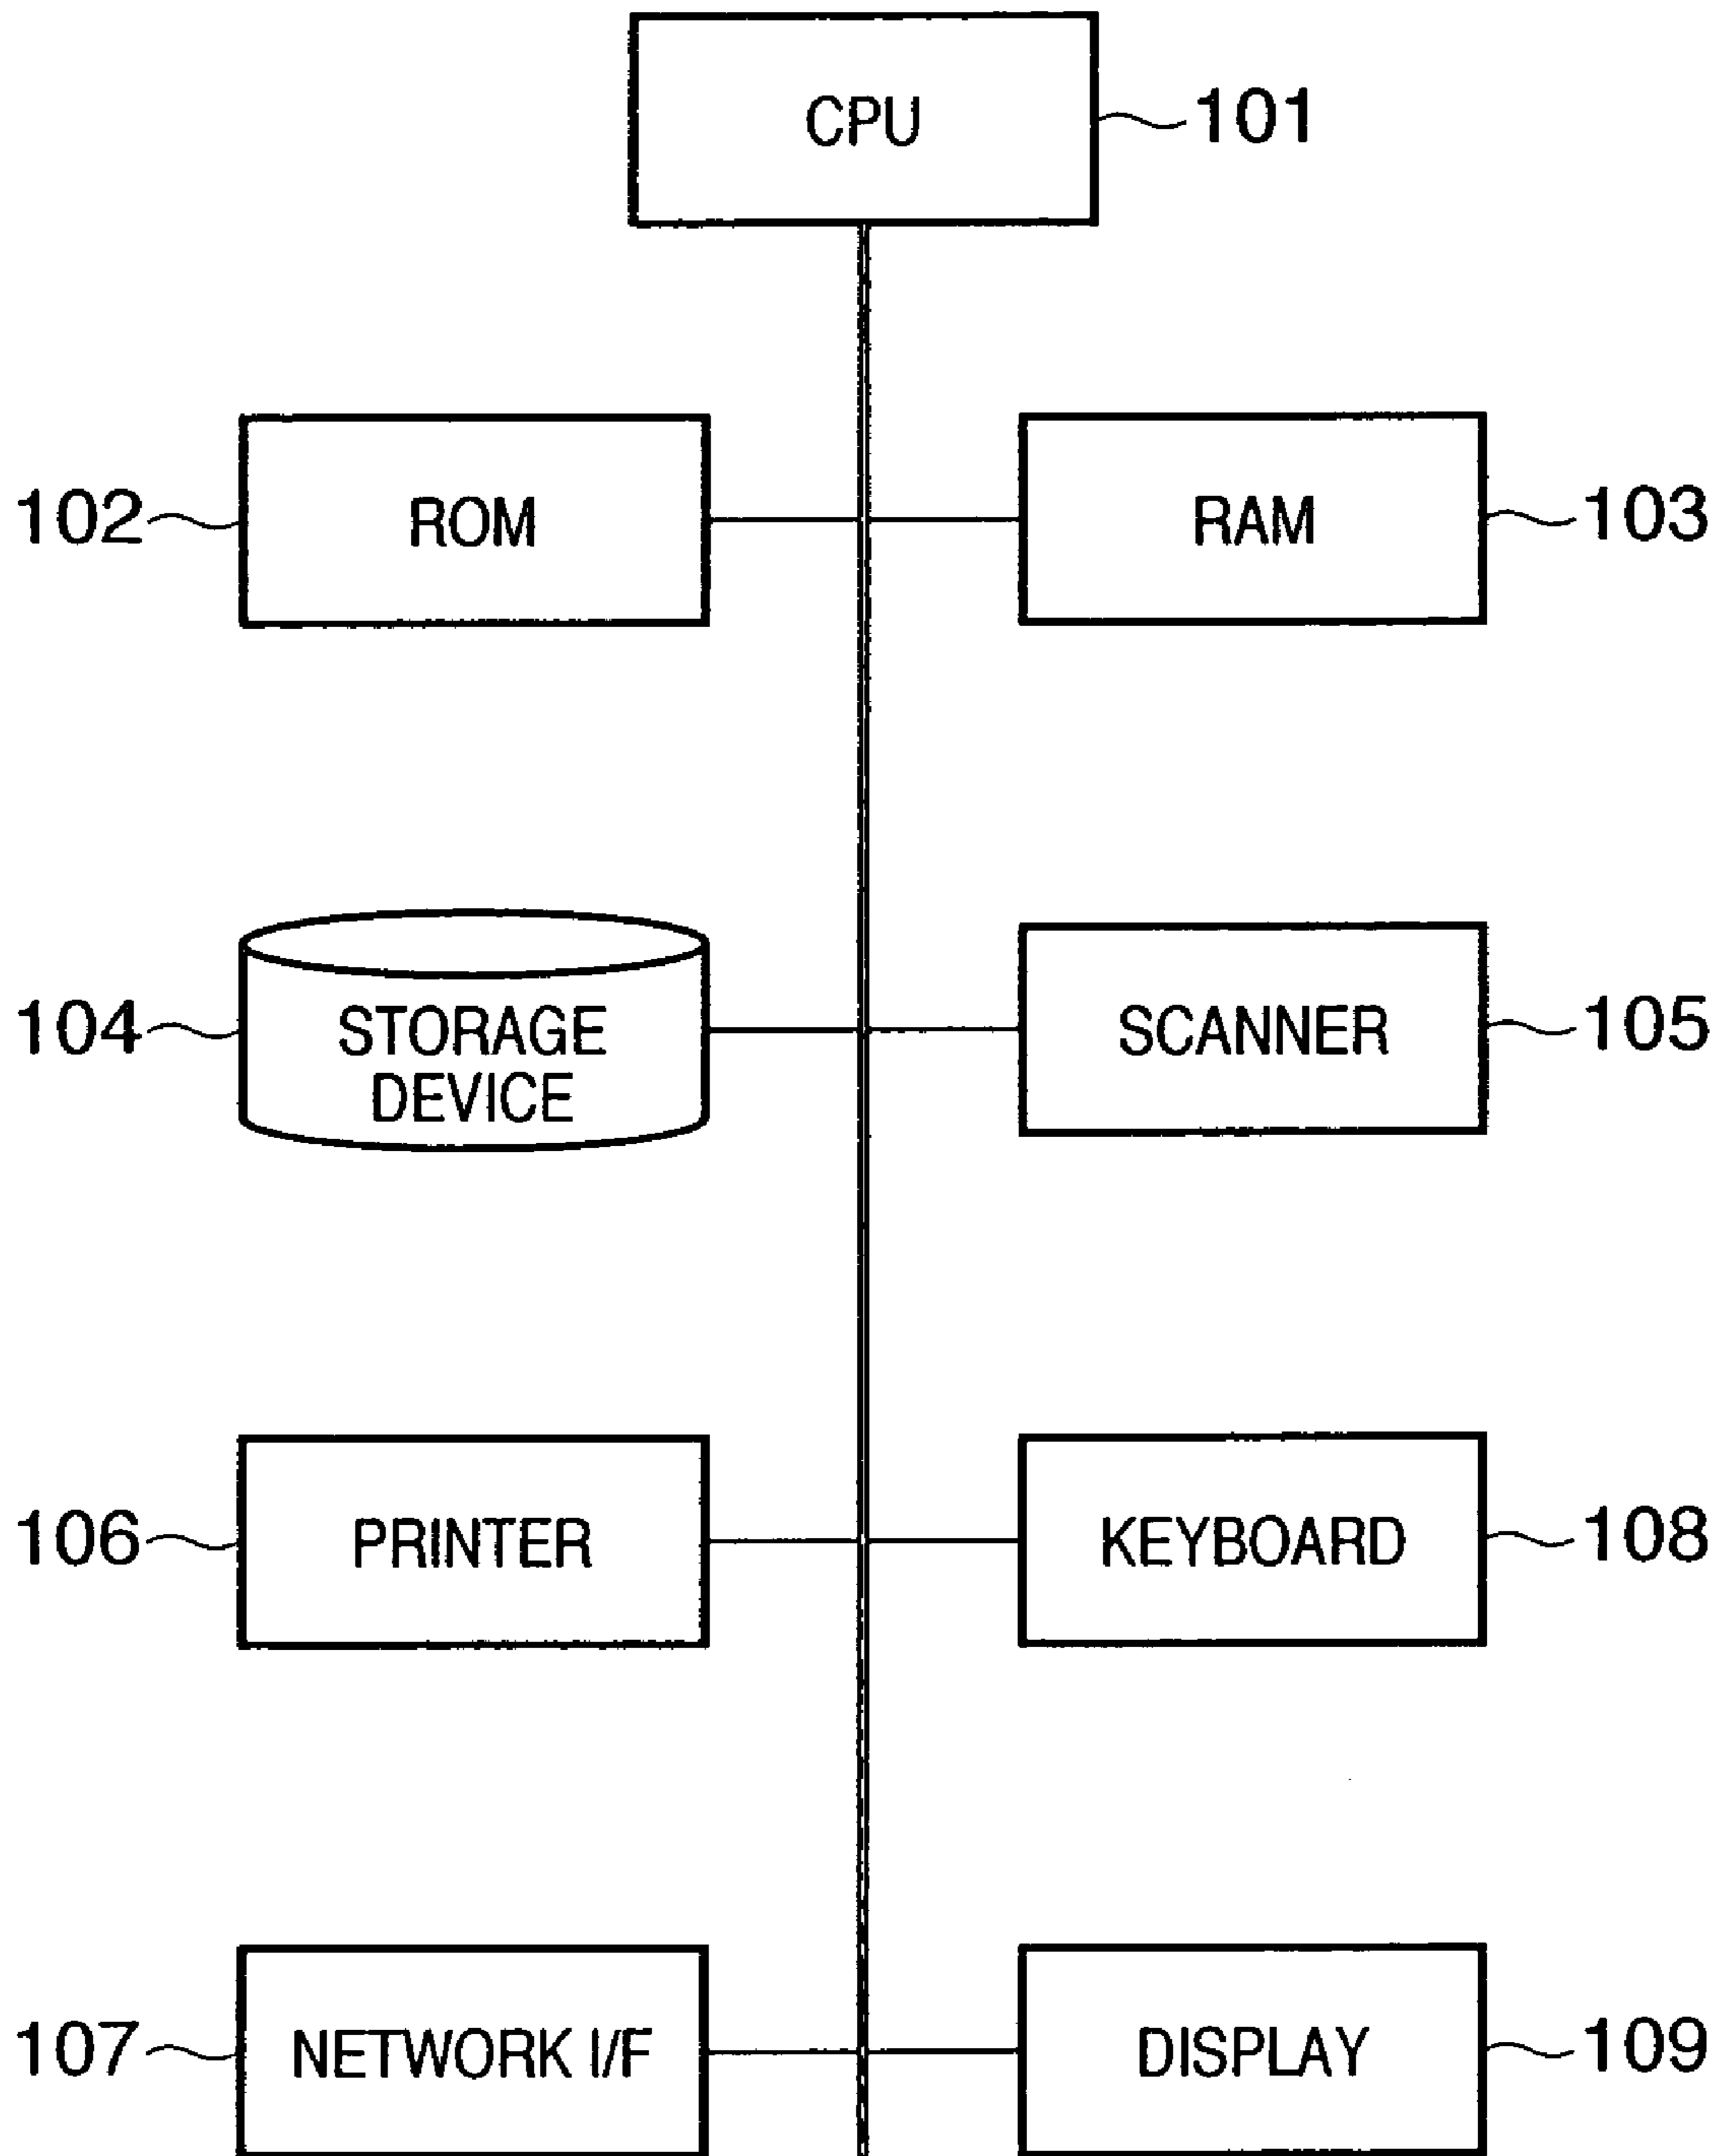 CPU 101
102 ROM
RAM 103
104 STORAGE
DEVICE
SCANNER 105
106 PRINTER
KEYBOARD 108
107 NETWORK I/F
DISPLAY 109